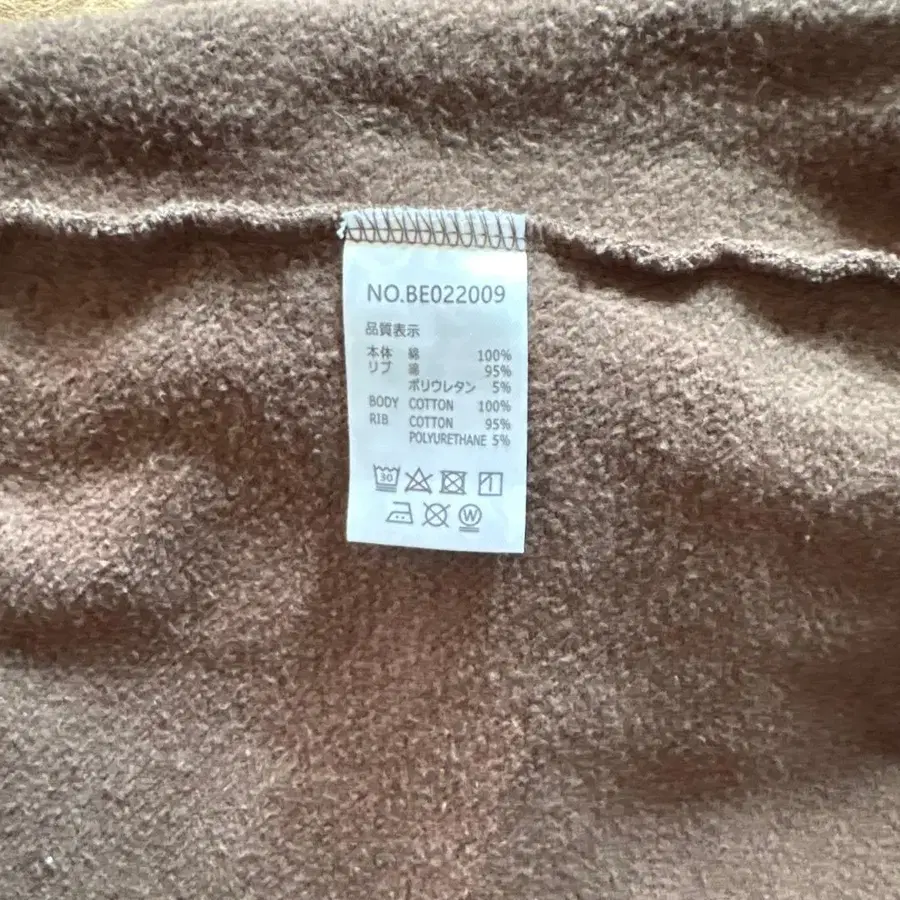 NO.BE022009
品質表示
本体 綿 100%
リブ 綿 95%
ポリウレタン 5%
BODY COTTON 100%
RIB COTTON 95%
POLYURETHANE 5%
30
W